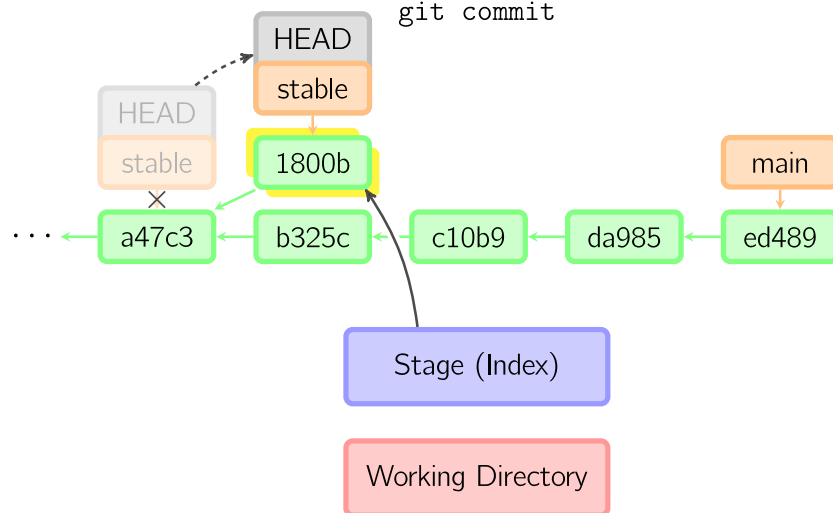 git commit
HEAD
stable
HEAD
stable
1800b
main
...
a47c3
b325c
c10b9
da985
ed489
Stage (Index)
Working Directory